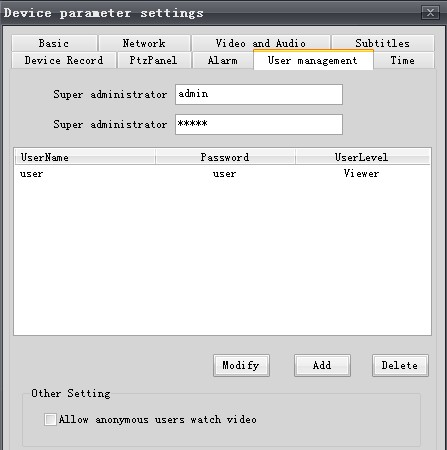 Device parameter settings
Basic Network Video and Audio Subtitles
Device Record PtzPanel Alarm User management Time
Super administrator admin
Super administrator *****
UserName Password UserLevel
user user Viewer
Modify Add Delete
Other Setting
Allow anonymous users watch video